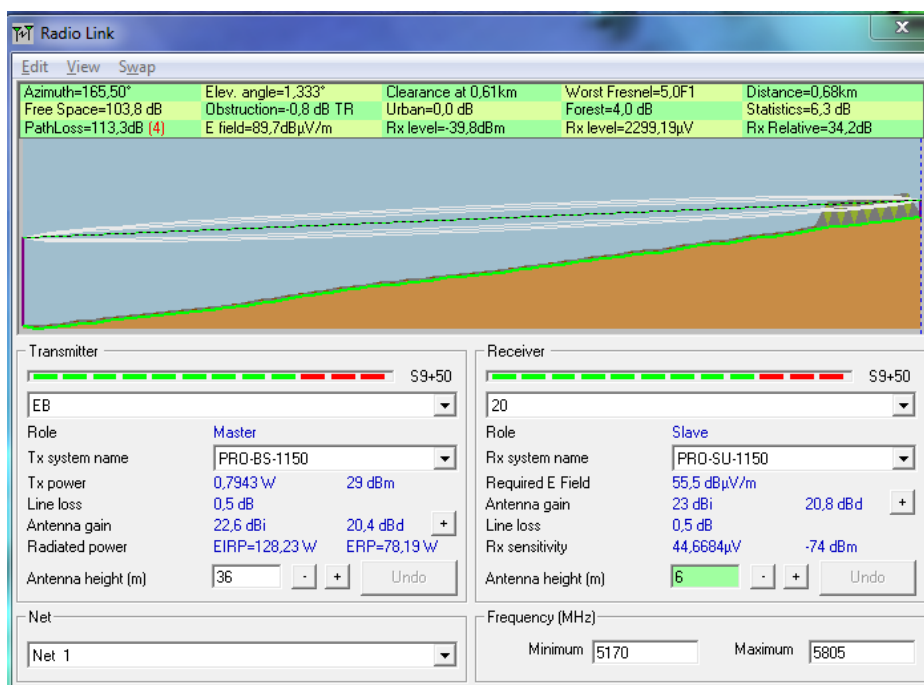 Radio Link
Edit View Swap
Azimuth=165,50° Elev. angle=1,333° Clearance at 0,61km Worst Fresnel=5,0F1 Distance=0,68km
Free Space=103,8 dB Obstruction=-0,8 dB TR Urban=0,0 dB Forest=4,0 dB Statistics=6,3 dB
PathLoss=113,3dB (4) E field=89,7dBµV/m Rx level=-39,8dBm Rx level=2299,19µV Rx Relative=34,2dB
Transmitter
S9+50
EB
Role Master
Tx system name PRO-BS-1150
Tx power 0,7943 W 29 dBm
Line loss 0,5 dB
Antenna gain 22,6 dBi 20,4 dBd +
Radiated power EIRP=128,23 W ERP=78,19 W
Antenna height (m) 36 - + Undo
Net
Net 1
Receiver
S9+50
20
Role Slave
Rx system name PRO-SU-1150
Required E Field 55,5 dBµV/m
Antenna gain 23 dBi 20,8 dBd +
Line loss 0,5 dB
Rx sensitivity 44,6684µV -74 dBm
Antenna height (m) 6 - + Undo
Frequency (MHz)
Minimum 5170 Maximum 5805